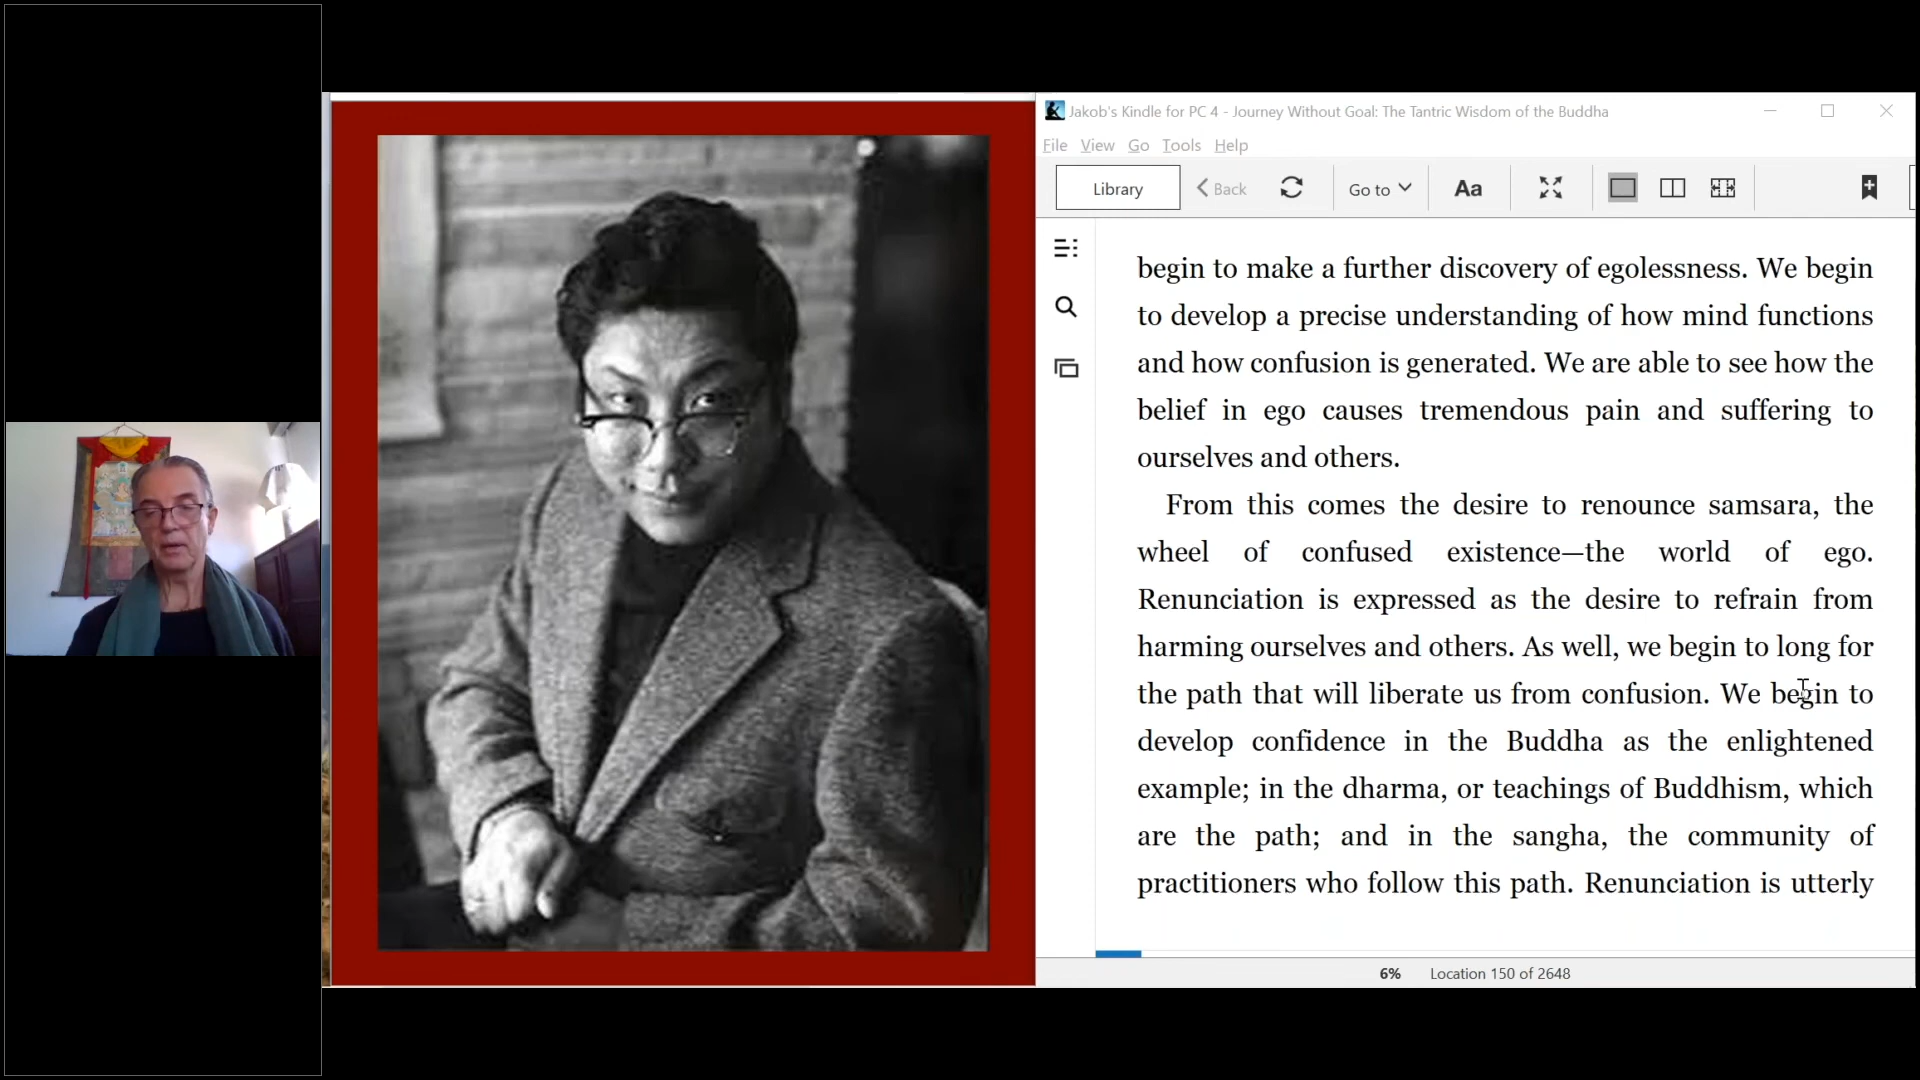 Jakob's Kindle for PC 4 - Journey Without Goal: The Tantric Wisdom of the Buddha
File View Go Tools Help
Library Back Go to Aa
begin to make a further discovery of egolessness. We begin
to develop a precise understanding of how mind functions
and how confusion is generated. We are able to see how the
belief in ego causes tremendous pain and suffering to
ourselves and others.
From this comes the desire to renounce samsara, the
wheel of confused existence—the world of ego.
Renunciation is expressed as the desire to refrain from
harming ourselves and others. As well, we begin to long for
the path that will liberate us from confusion. We begin to
develop confidence in the Buddha as the enlightened
example; in the dharma, or teachings of Buddhism, which
are the path; and in the sangha, the community of
practitioners who follow this path. Renunciation is utterly
6% Location 150 of 2648